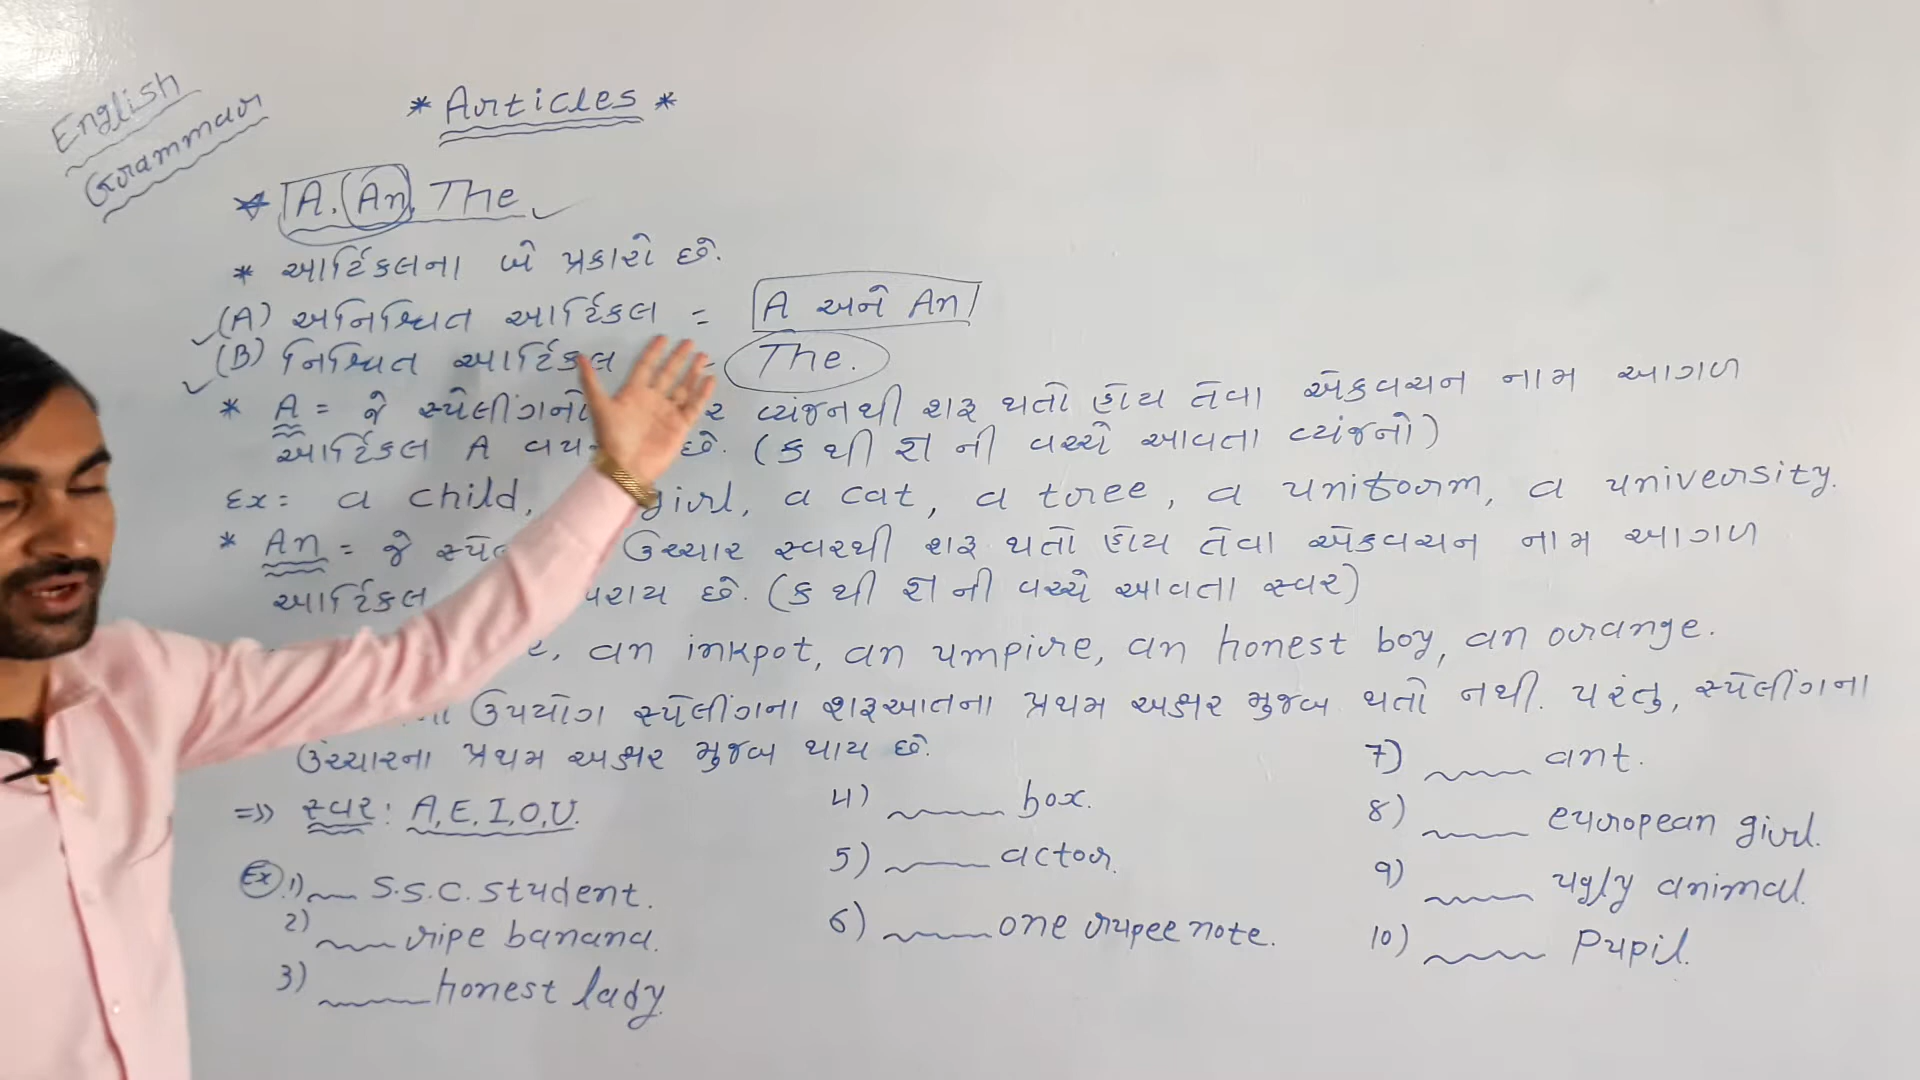 English
Grammar
* Articles *
* A. An. The
* આર્ટિકલના બે પ્રકારો છે.
(A) અનિશ્ચિત આર્ટિકલ = A અને An
(B) નિશ્ચિત આર્ટિકલ = The.
* A = જે સ્પેલીંગનો વ્યંજનથી શરૂ થતો હોય તેવા એકવચન નામ આગળ
આર્ટિકલ A છે. (ક થી જ્ઞ ની વચ્ચે આવતા વ્યંજનો)
Ex = a child, girl, a cat, a tree, a uniform, a university.
* An = જે ઉચ્ચાર સ્વરથી શરૂ થતો હોય તેવા એકવચન નામ આગળ
આર્ટિકલ છે. (ક થી જ્ઞ ની વચ્ચે આવતા સ્વર)
an inkpot, an umpire, an honest boy, an orange.
ઉપયોગ સ્પેલીંગના શરૂઆતના પ્રથમ અક્ષર મુજબ થતો નથી. પરંતુ, સ્પેલીંગના
ઉચ્ચારના પ્રથમ અક્ષર મુજબ થાય છે.
=>> સ્વર : A, E, I, O, U.
Ex. 1) S.S.C. student.
2) ripe banana.
3) honest lady.
4) box.
5) actor.
6) one rupee note.
7) ant.
8) european girl.
9) ugly animal.
10) Pupil.